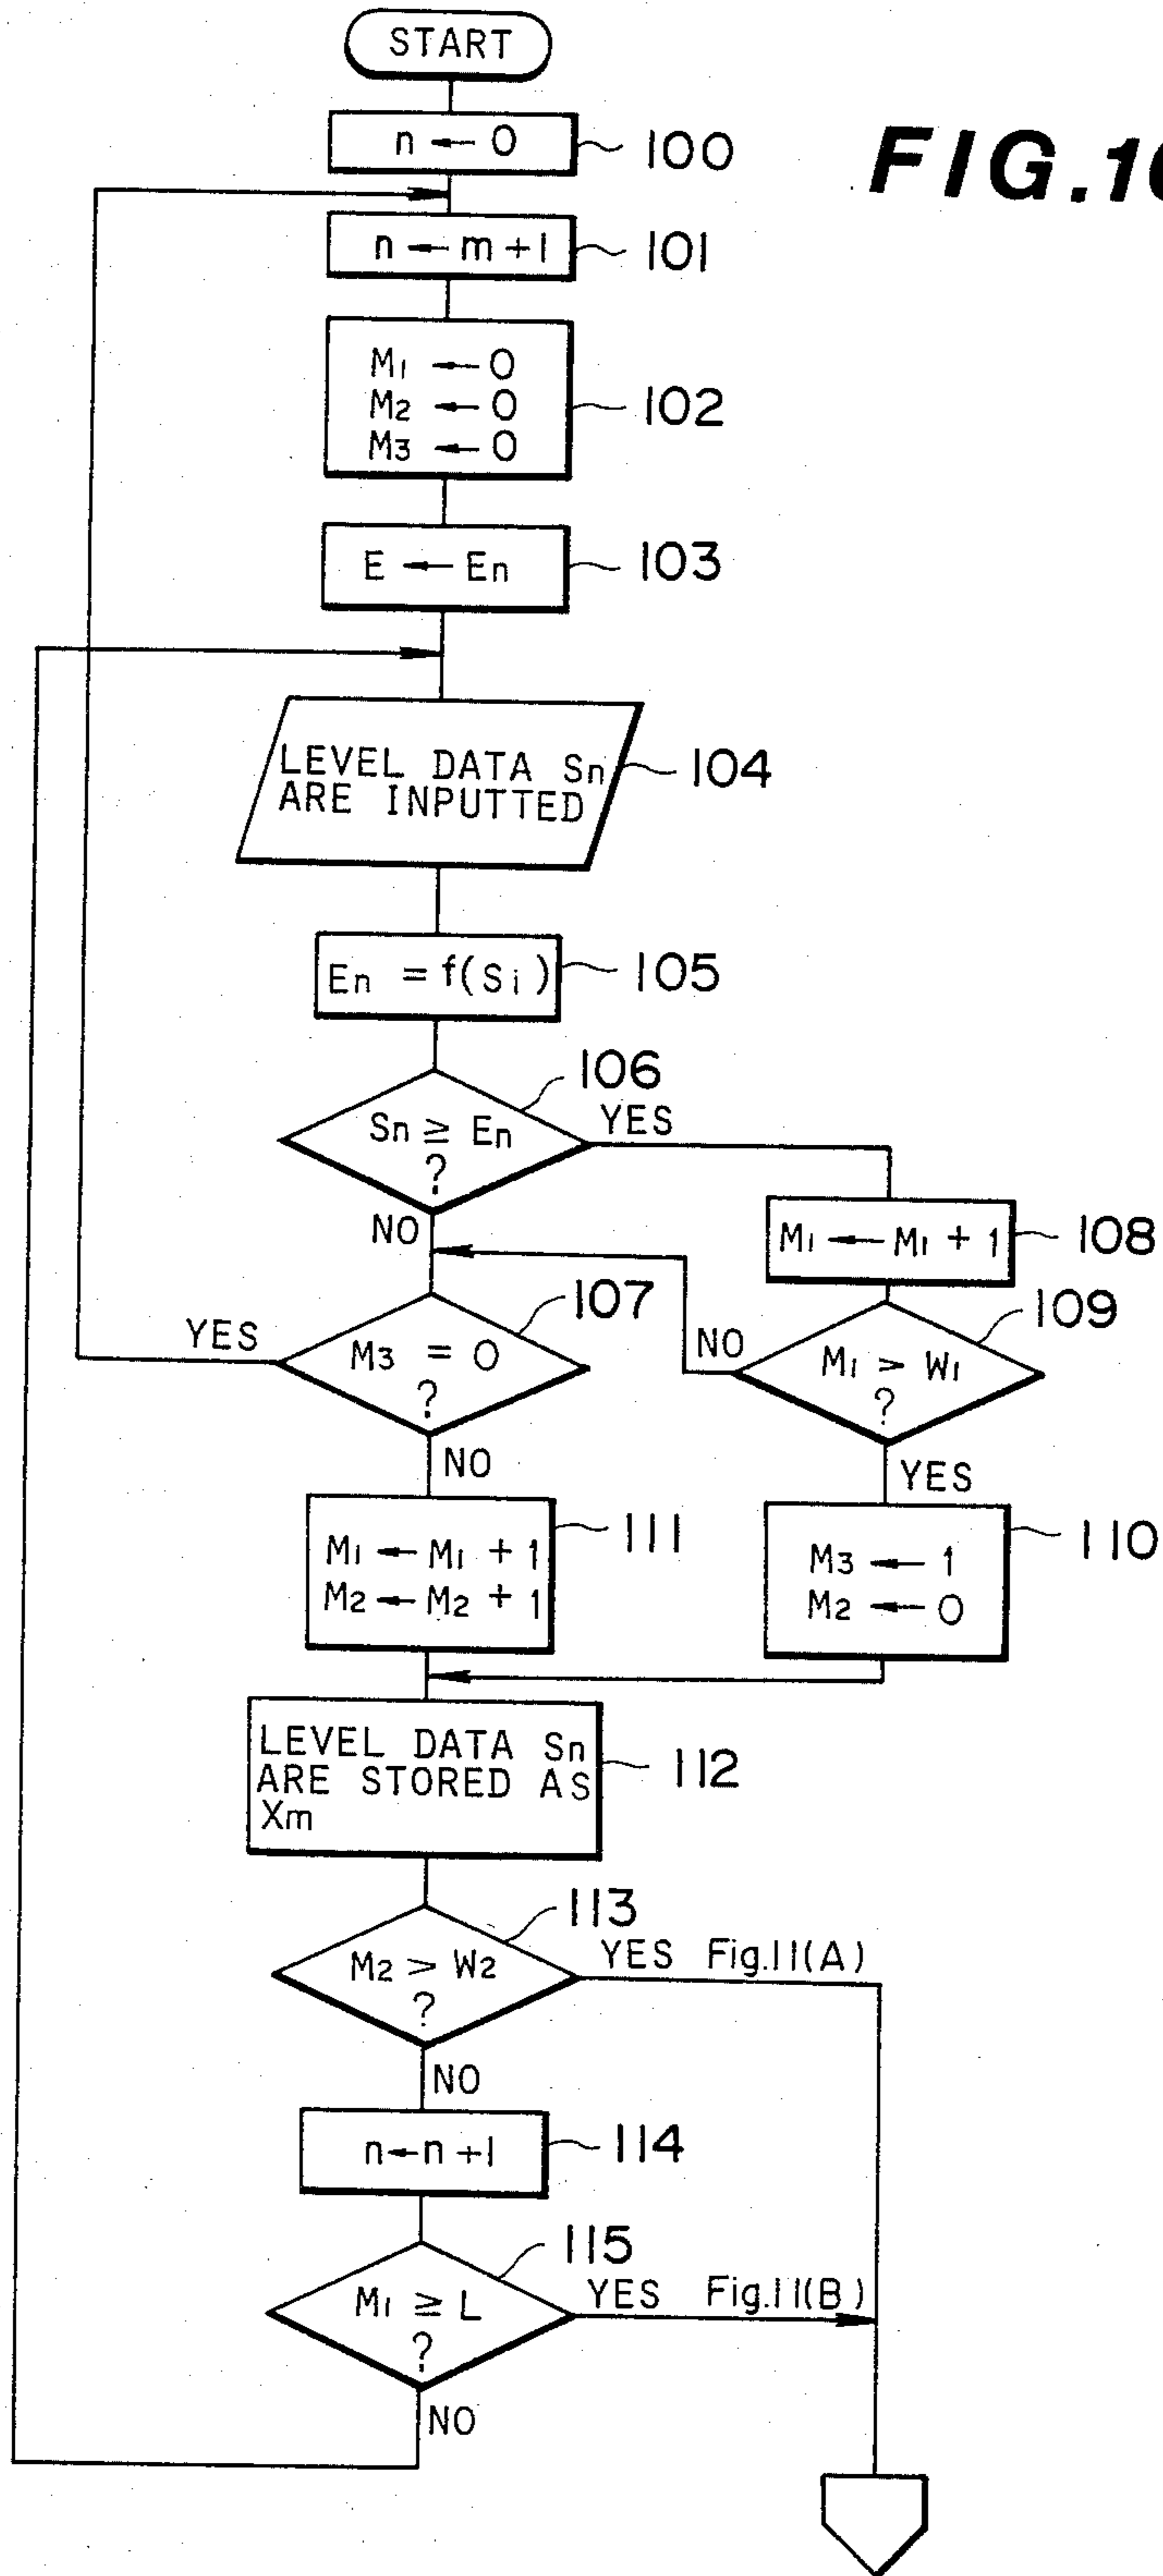 START
n ← 0
100
FIG.10
n ← m + 1
101
M1 ← 0
M2 ← 0
M3 ← 0
102
E ← En
103
LEVEL DATA Sn
ARE INPUTTED
104
En = f(Si)
105
106
Sn ≧ En
?
YES
NO
M1 ← M1 + 1
108
107
M3 = 0
?
YES
NO
109
M1 > W1
?
NO
YES
M1 ← M1 + 1
M2 ← M2 + 1
111
M3 ← 1
M2 ← 0
110
LEVEL DATA Sn
ARE STORED AS
Xm
112
113
M2 > W2
?
YES Fig.11(A)
NO
n ← n + 1
114
115
M1 ≧ L
?
YES Fig.11(B)
NO